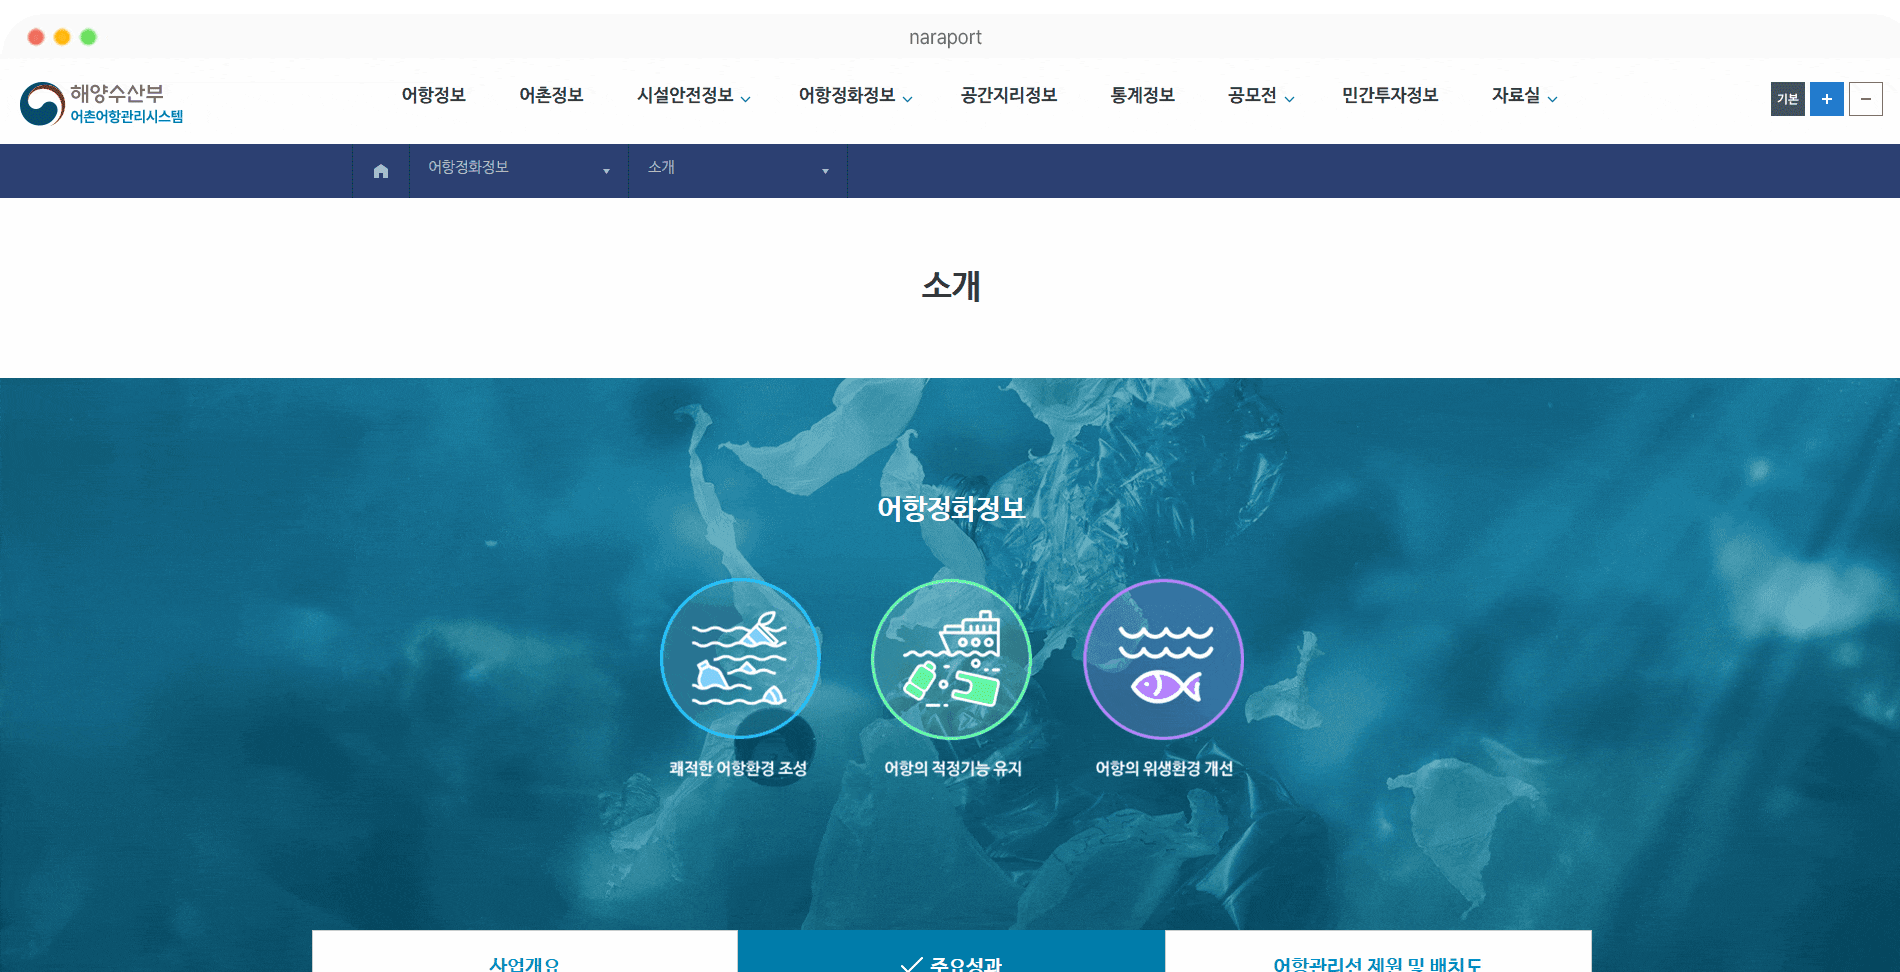 naraport
해양수산부
어촌어항관리시스템
어항정보 어촌정보 시설안전정보 어항정화정보 공간지리정보 통계정보 공모전 민간투자정보 자료실
기본 + −
어항정화정보 소개
소개
어항정화정보
쾌적한 어항환경 조성 어항의 적정기능 유지 어항의 위생환경 개선
사업개요 주요성과 어항관리선 제원 및 배치도